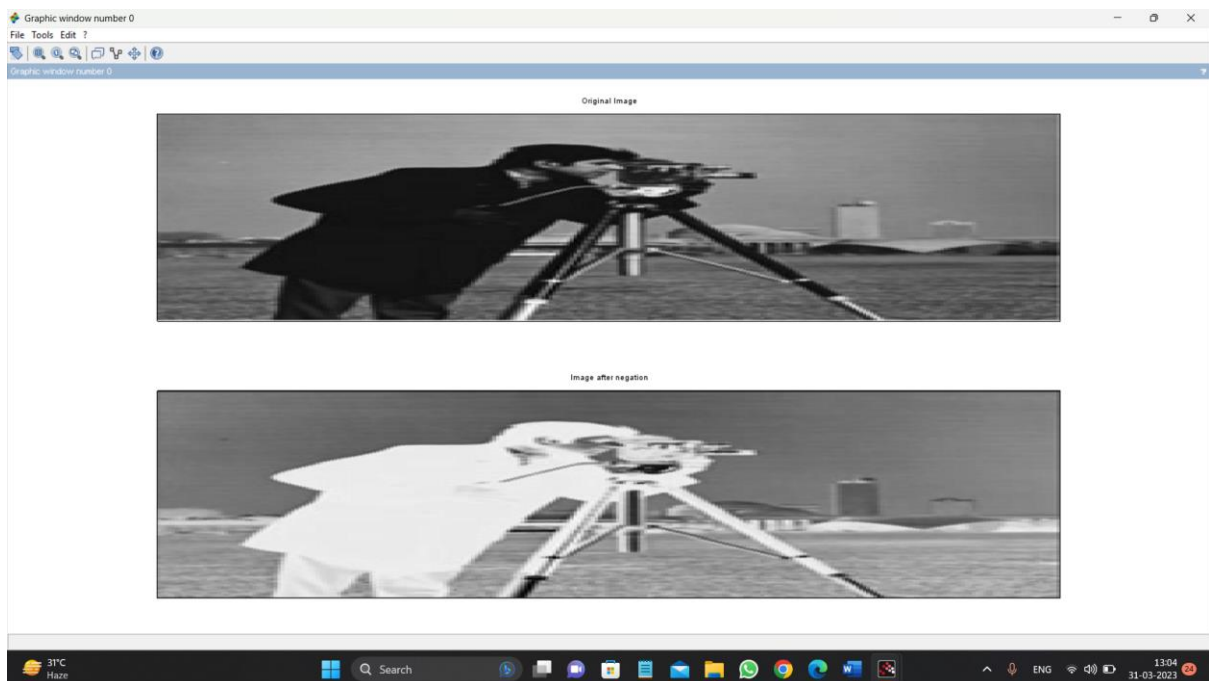 Graphic window number 0
File Tools Edit ?
Graphic window number 0
Original Image
Image after negation
31°C
Haze
Search
ENG
13:04
31-03-2023
24